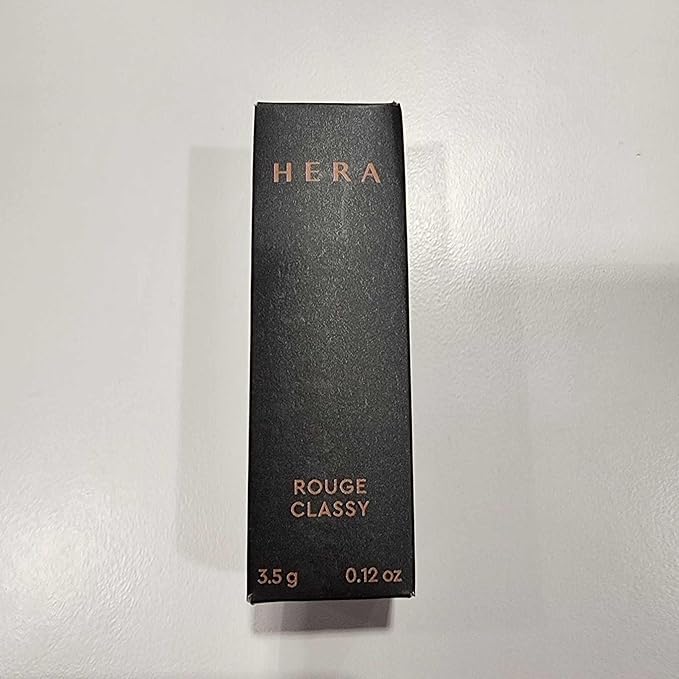 HERA
ROUGE
CLASSY
3.5 g 0.12 oz